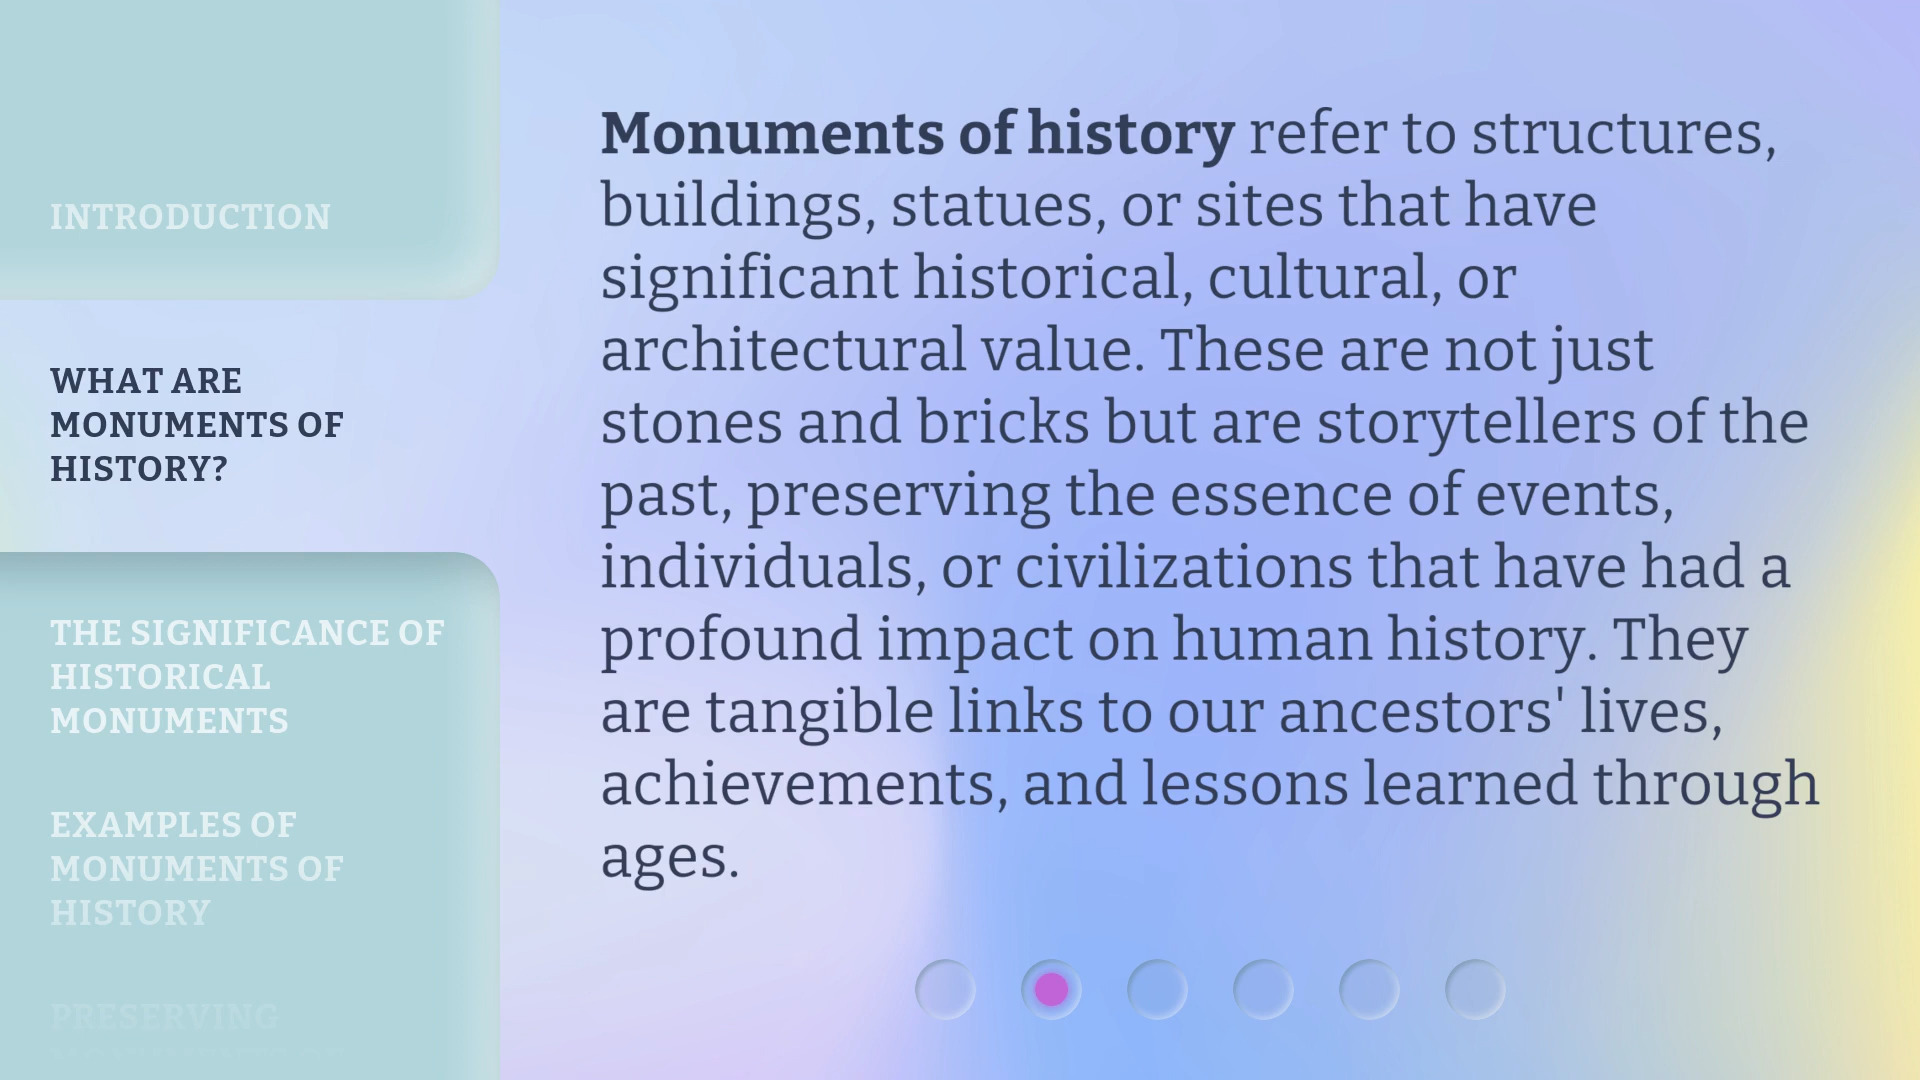 INTRODUCTION
WHAT ARE
MONUMENTS OF
HISTORY?
THE SIGNIFICANCE OF
HISTORICAL
MONUMENTS
EXAMPLES OF
MONUMENTS OF
HISTORY
PRESERVING
MONUMENTS OF
Monuments of history refer to structures,
buildings, statues, or sites that have
significant historical, cultural, or
architectural value. These are not just
stones and bricks but are storytellers of the
past, preserving the essence of events,
individuals, or civilizations that have had a
profound impact on human history. They
are tangible links to our ancestors' lives,
achievements, and lessons learned through
ages.